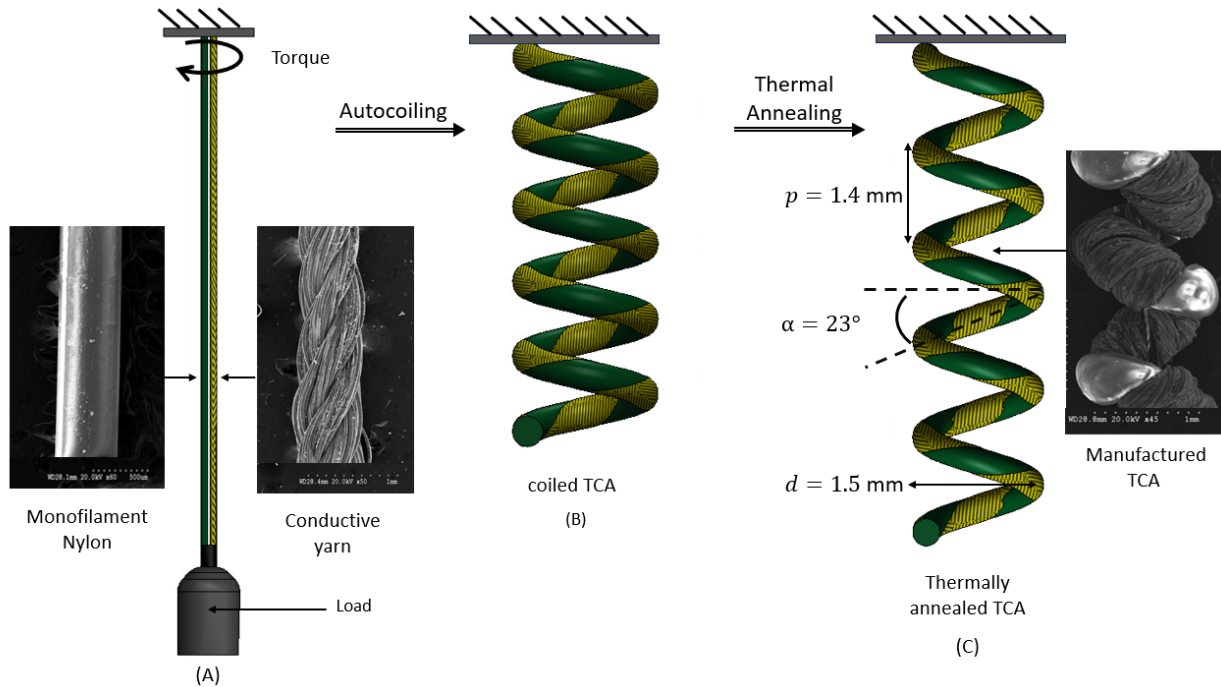 Torque
Autocoiling
Thermal
Annealing
p = 1.4 mm
α = 23°
d = 1.5 mm
WD28.1mm 20.0kV x60 500um
WD28.4mm 20.0kV x50 1mm
WD28.8mm 20.0kV x45 1mm
Monofilament
Nylon
Conductive
yarn
Load
(A)
coiled TCA
(B)
Manufactured
TCA
Thermally
annealed TCA
(C)